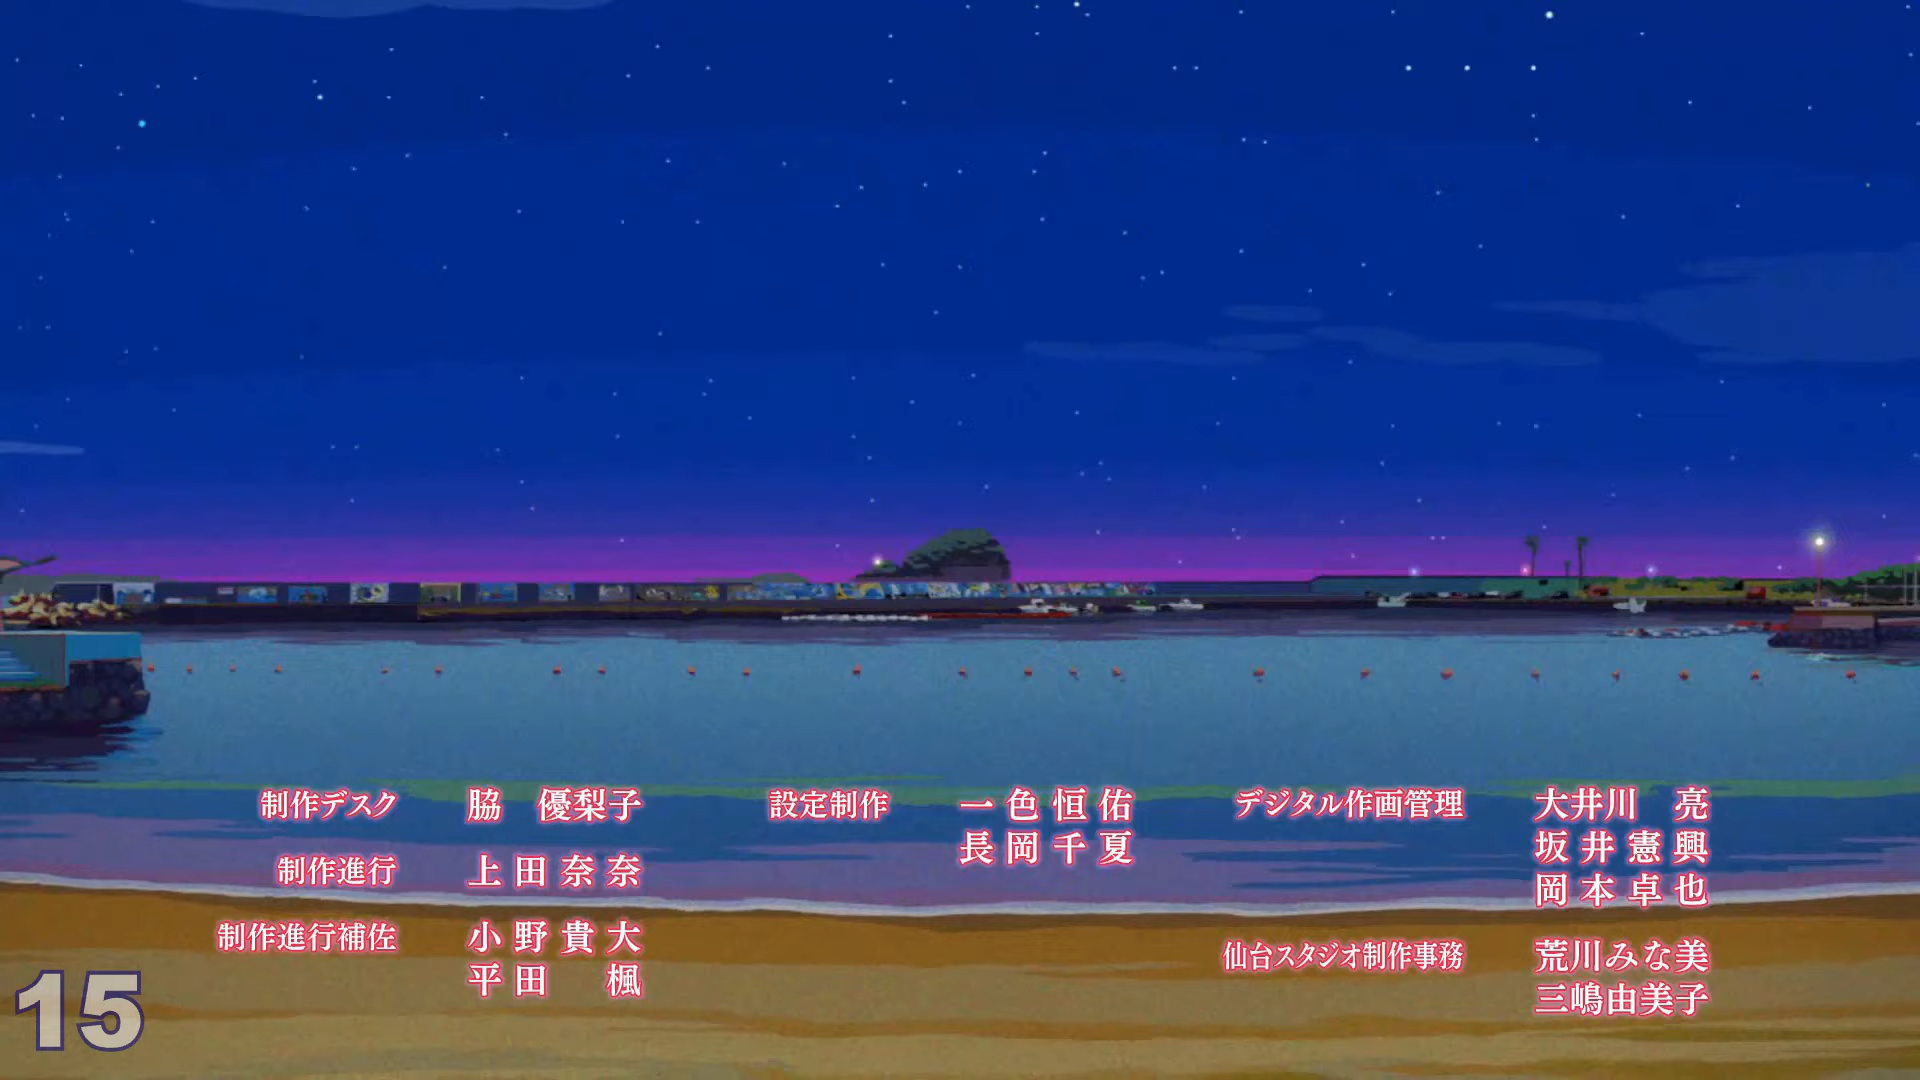 制作デスク 脇 優梨子
制作進行 上田奈奈
制作進行補佐 小野貴大
平田 楓
設定制作 一色恒佑
長岡千夏
デジタル作画管理 大井川 亮
坂井憲興
岡本卓也
仙台スタジオ制作事務 荒川みな美
三嶋由美子
15